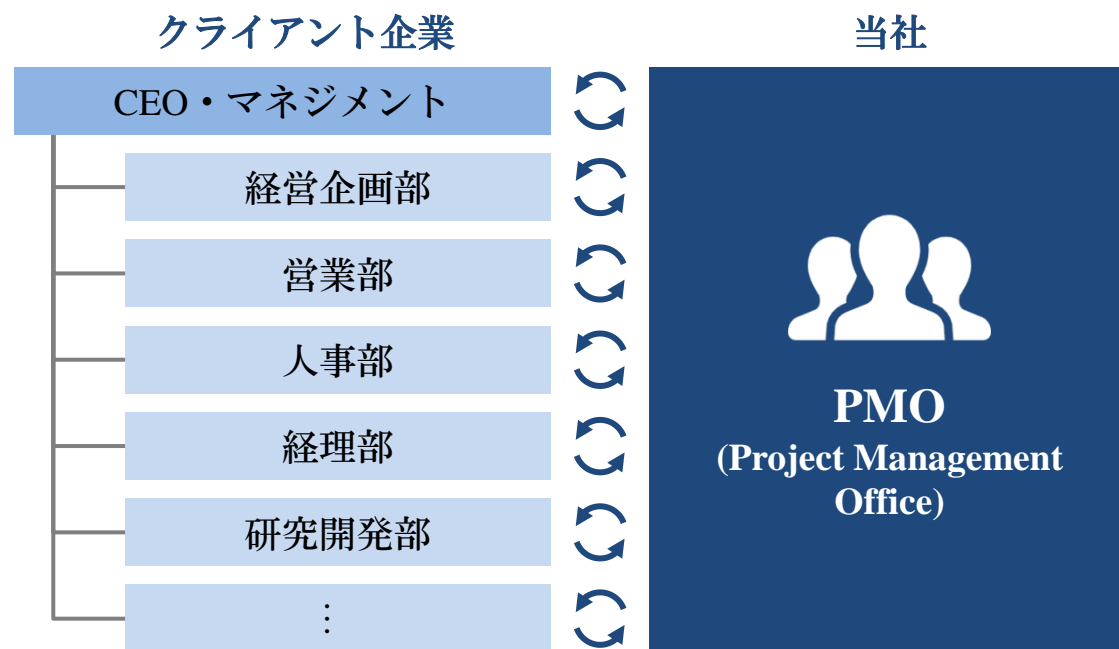 クライアント企業
当社
CEO・マネジメント
経営企画部
営業部
人事部
経理部
研究開発部
⋮
PMO
(Project Management
Office)